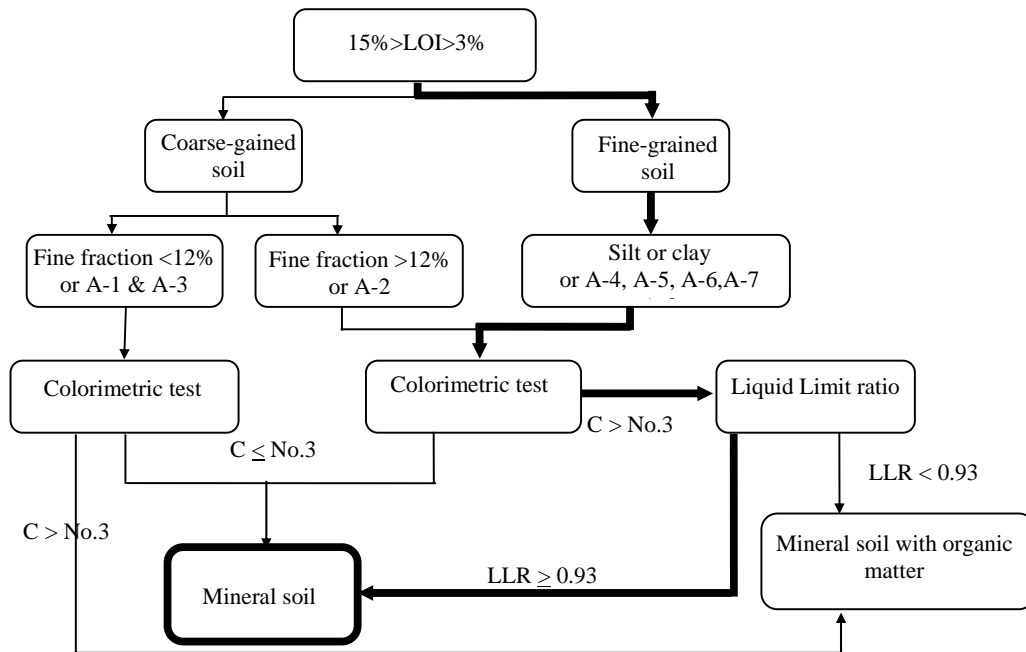 15%>LOI>3%
Coarse-gained
soil
Fine-grained
soil
Fine fraction <12%
or A-1 & A-3
Fine fraction >12%
or A-2
Silt or clay
or A-4, A-5, A-6,A-7
Colorimetric test
Colorimetric test
Liquid Limit ratio
C > No.3
C ≤ No.3
LLR < 0.93
C > No.3
Mineral soil with organic
matter
LLR ≥ 0.93
Mineral soil